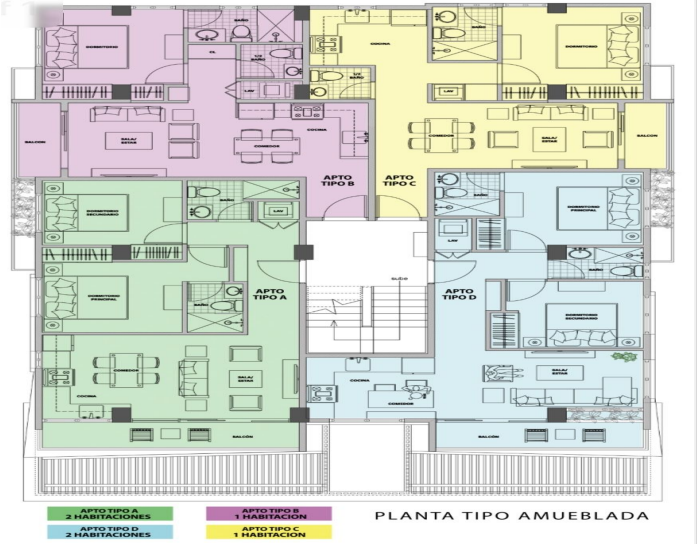 BAÑO
BAÑO
DORMITORIO
COCINA
DORMITORIO
CL
1/2
BAÑO
1/2
BAÑO
LAV
LAV
BALCON
SALA/
ESTAR
COCINA
COMEDOR
COMEDOR
SALA/
ESTAR
BALCON
APTO
TIPO B
APTO
TIPO C
DORMITORIO
SECUNDARIO
BAÑO
LAV
BAÑO
DORMITORIO
PRINCIPAL
LAV
BAÑO
DORMITORIO
PRINCIPAL
BAÑO
APTO
TIPO A
SUBE
APTO
TIPO D
DORMITORIO
SECUNDARIO
COMEDOR
SALA/
ESTAR
COCINA
COCINA
COMEDOR
SALA/
ESTAR
BALCÓN
BALCÓN
APTO TIPO A
2 HABITACIONES
APTO TIPO B
1 HABITACION
APTO TIPO D
2 HABITACIONES
APTO TIPO C
1 HABITACION
PLANTA TIPO AMUEBLADA